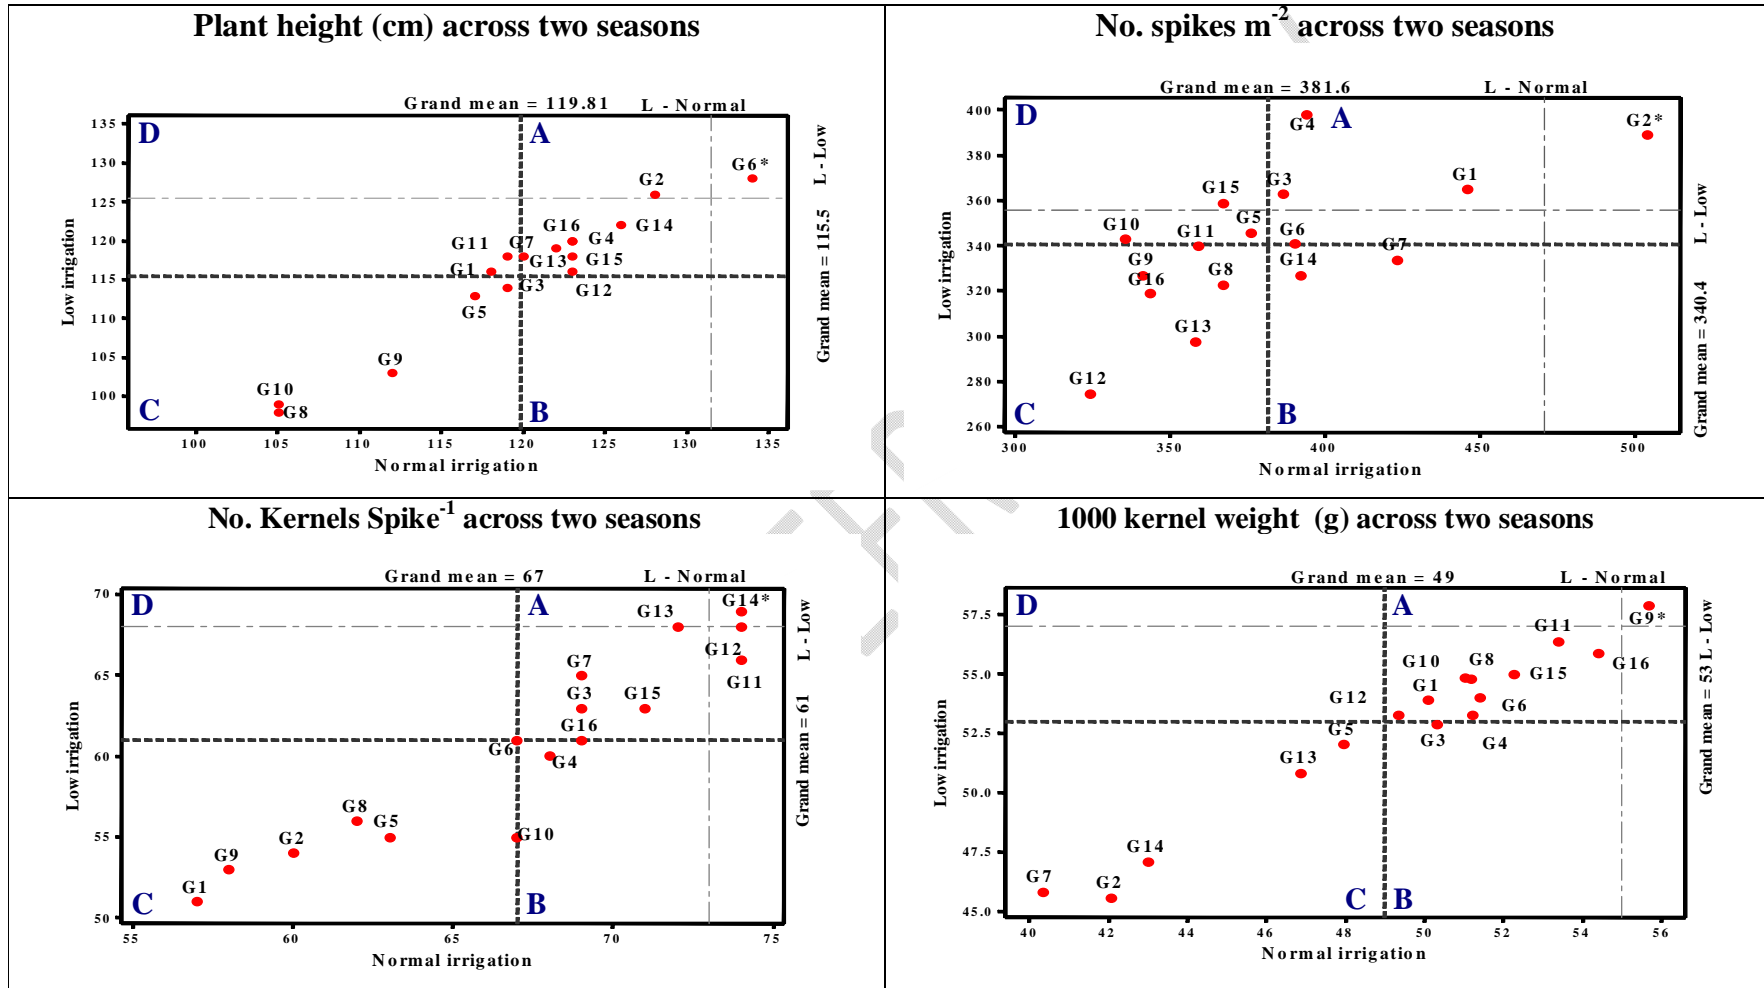 Plant height (cm) across two seasons
Grand mean = 119.81 L - Normal
D A
135
130
125
120
115
110
105
100
G6*
G2
G16 G4 G14
G11 G7
G13 G15
G1
G3 G12
G5
G9
G10
G8
C B
100 105 110 115 120 125 130 135
Normal irrigation
Low irrigation
Grand mean = 115.5 L - Low
No. spikes m-2 across two seasons
Grand mean = 381.6 L - Normal
D A
400
380
360
340
320
300
280
260
G4
G2*
G1
G15 G3
G5
G10 G11 G6 G7
G9 G8 G14
G16
G13
G12
C B
300 350 400 450 500
Normal irrigation
Low irrigation
Grand mean = 340.4 L - Low
No. Kernels Spike-1 across two seasons
Grand mean = 67 L - Normal
D A
70
65
60
55
50
G14*
G13
G12
G7
G11
G3 G15
G16
G6
G4
G8
G5 G10
G2
G9
G1
C B
55 60 65 70 75
Normal irrigation
Low irrigation
Grand mean = 61 L - Low
1000 kernel weight (g) across two seasons
Grand mean = 49 L - Normal
D A
57.5
55.0
52.5
50.0
47.5
45.0
G9*
G11
G10 G8 G16
G15
G12 G1
G6
G5 G3 G4
G13
G14
G7 G2
C B
40 42 44 46 48 50 52 54 56
Normal irrigation
Low irrigation
Grand mean = 53 L - Low